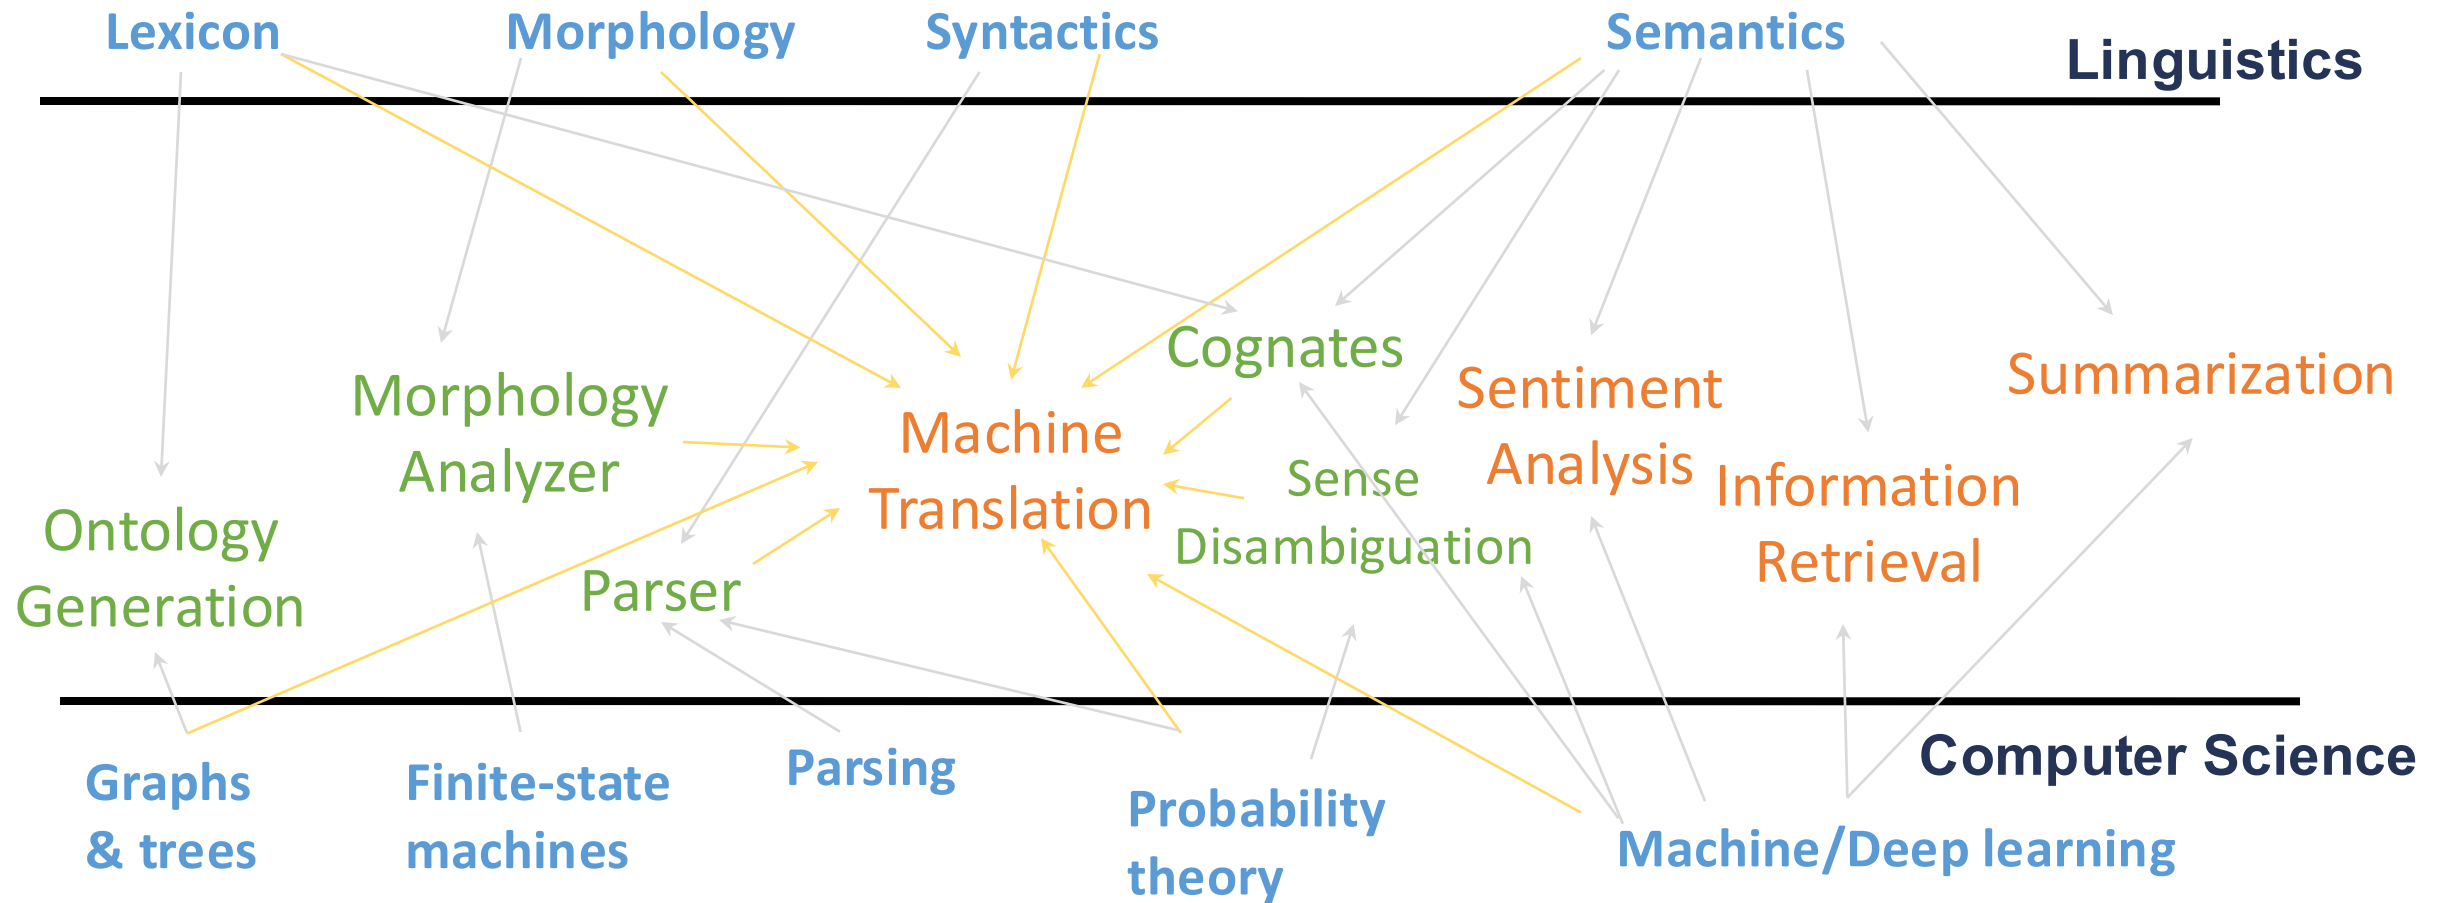 Lexicon
Morphology
Syntactics
Semantics
Linguistics
Cognates
Morphology
Analyzer
Machine
Translation
Sentiment
Analysis
Summarization
Sense
Disambiguation
Information
Retrieval
Ontology
Generation
Parser
Computer Science
Graphs
& trees
Finite-state
machines
Parsing
Probability
theory
Machine/Deep learning